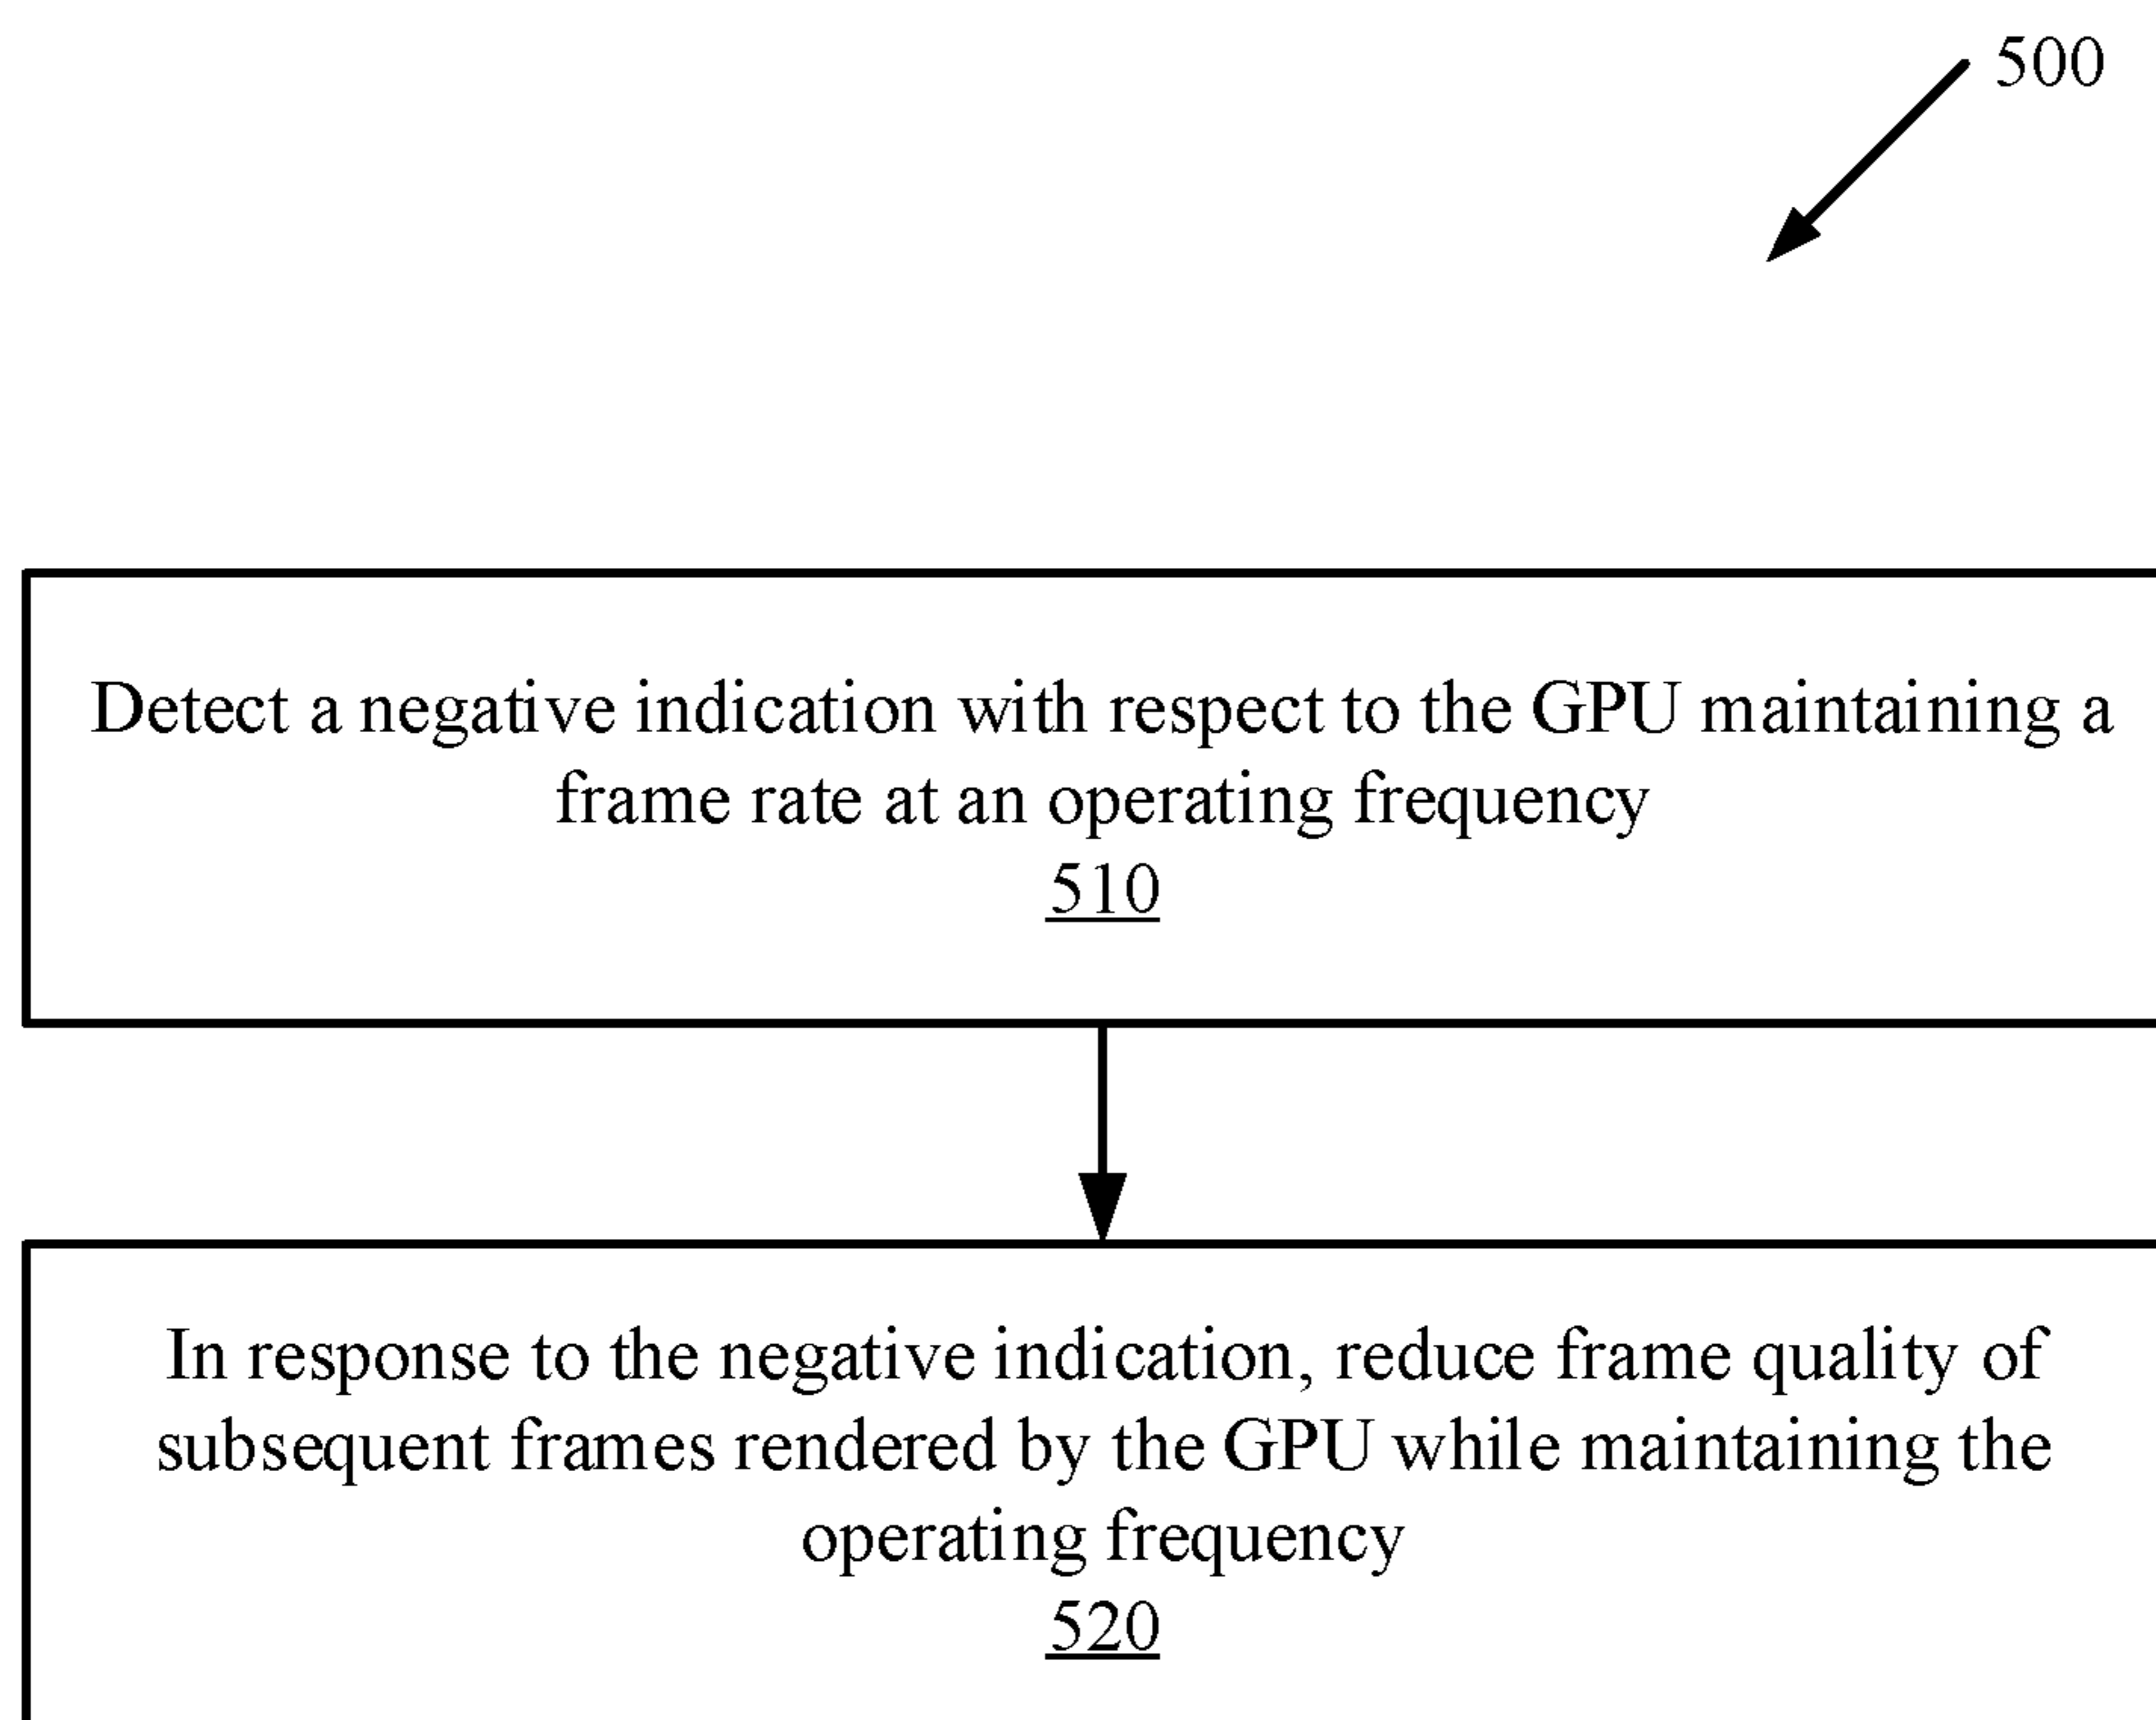 500
Detect a negative indication with respect to the GPU maintaining a
frame rate at an operating frequency
510
In response to the negative indication, reduce frame quality of
subsequent frames rendered by the GPU while maintaining the
operating frequency
520